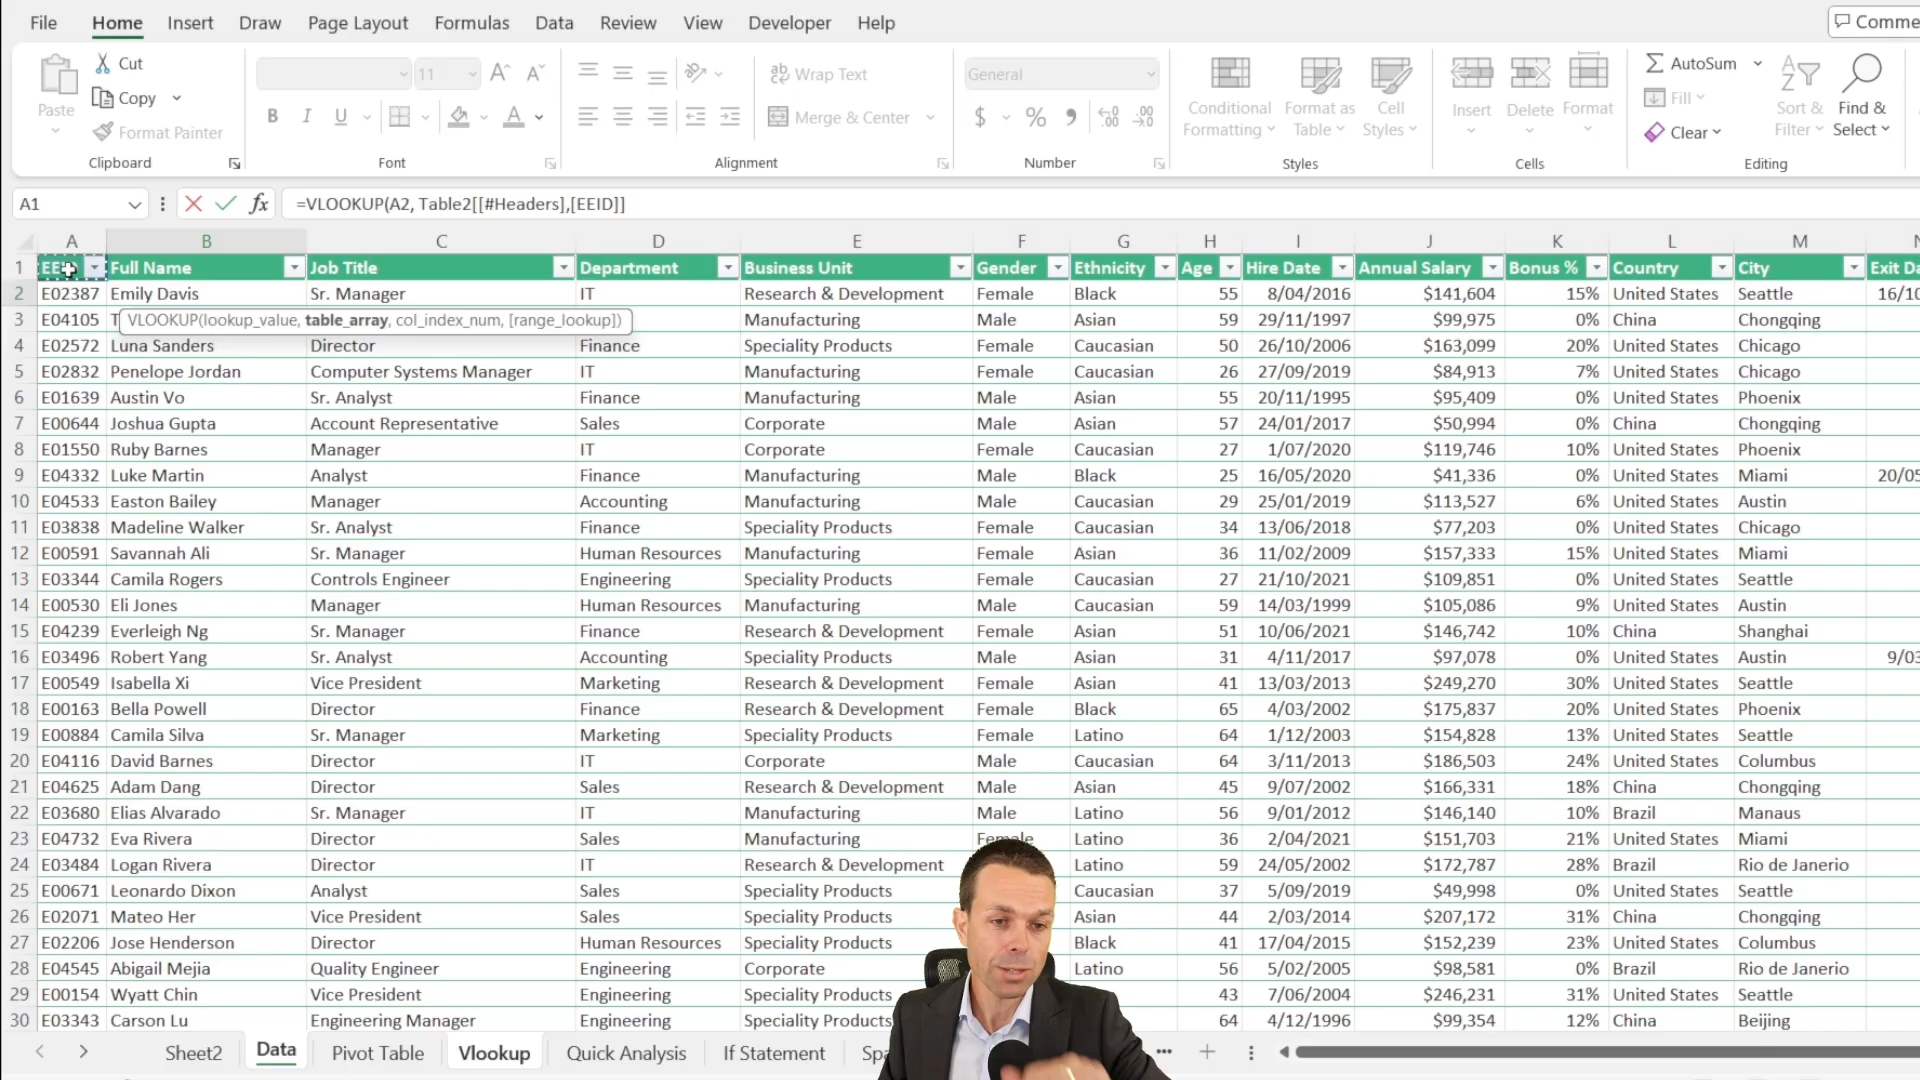 File Home Insert Draw Page Layout Formulas Data Review View Developer Help
Paste Cut Copy Format Painter Clipboard
11 B I U Font
Wrap Text Merge & Center Alignment
General $ % , Number
Conditional Formatting Format as Table Cell Styles Styles
Insert Delete Format Cells
AutoSum Fill Clear Sort & Filter Find & Select Editing
A1 fx =VLOOKUP(A2, Table2[[#Headers],[EEID]]
A B C D E F G H I J K L M
1 Full Name Job Title Department Business Unit Gender Ethnicity Age Hire Date Annual Salary Bonus % Country City Exit
2 E02387 Emily Davis Sr. Manager IT Research & Development Female Black 55 8/04/2016 $141,604 15% United States Seattle
3 E04105 Manufacturing Male Asian 59 29/11/1997 $99,975 0% China Chongqing
VLOOKUP(lookup_value, table_array, col_index_num, [range_lookup])
4 E02572 Luna Sanders Director Finance Speciality Products Female Caucasian 50 26/10/2006 $163,099 20% United States Chicago
5 E02832 Penelope Jordan Computer Systems Manager IT Manufacturing Female Caucasian 26 27/09/2019 $84,913 7% United States Chicago
6 E01639 Austin Vo Sr. Analyst Finance Manufacturing Male Asian 55 20/11/1995 $95,409 0% United States Phoenix
7 E00644 Joshua Gupta Account Representative Sales Corporate Male Asian 57 24/01/2017 $50,994 0% China Chongqing
8 E01550 Ruby Barnes Manager IT Corporate Female Caucasian 27 1/07/2020 $119,746 10% United States Phoenix
9 E04332 Luke Martin Analyst Finance Manufacturing Male Black 25 16/05/2020 $41,336 0% United States Miami
10 E04533 Easton Bailey Manager Accounting Manufacturing Male Caucasian 29 25/01/2019 $113,527 6% United States Austin
11 E03838 Madeline Walker Sr. Analyst Finance Speciality Products Female Caucasian 34 13/06/2018 $77,203 0% United States Chicago
12 E00591 Savannah Ali Sr. Manager Human Resources Manufacturing Female Asian 36 11/02/2009 $157,333 15% United States Miami
13 E03344 Camila Rogers Controls Engineer Engineering Speciality Products Female Caucasian 27 21/10/2021 $109,851 0% United States Seattle
14 E00530 Eli Jones Manager Human Resources Manufacturing Male Caucasian 59 14/03/1999 $105,086 9% United States Austin
15 E04239 Everleigh Ng Sr. Manager Finance Research & Development Female Asian 51 10/06/2021 $146,742 10% China Shanghai
16 E03496 Robert Yang Sr. Analyst Accounting Speciality Products Male Asian 31 4/11/2017 $97,078 0% United States Austin
17 E00549 Isabella Xi Vice President Marketing Research & Development Female Asian 41 13/03/2013 $249,270 30% United States Seattle
18 E00163 Bella Powell Director Finance Research & Development Female Black 65 4/03/2002 $175,837 20% United States Phoenix
19 E00884 Camila Silva Sr. Manager Marketing Speciality Products Female Latino 64 1/12/2003 $154,828 13% United States Seattle
20 E04116 David Barnes Director IT Corporate Male Caucasian 64 3/11/2013 $186,503 24% United States Columbus
21 E04625 Adam Dang Director Sales Research & Development Male Asian 45 9/07/2002 $166,331 18% China Chongqing
22 E03680 Elias Alvarado Sr. Manager IT Manufacturing Male Latino 56 9/01/2012 $146,140 10% Brazil Manaus
23 E04732 Eva Rivera Director Sales Manufacturing Female Latino 36 2/04/2021 $151,703 21% United States Miami
24 E03484 Logan Rivera Director IT Research & Development Latino 59 24/05/2002 $172,787 28% Brazil Rio de Janerio
25 E00671 Leonardo Dixon Analyst Sales Speciality Products Caucasian 37 5/09/2019 $49,998 0% United States Seattle
26 E02071 Mateo Her Vice President Sales Speciality Products Asian 44 2/03/2014 $207,172 31% China Chongqing
27 E02206 Jose Henderson Director Human Resources Speciality Products Black 41 17/04/2015 $152,239 23% United States Columbus
28 E04545 Abigail Mejia Quality Engineer Engineering Corporate Latino 56 5/02/2005 $98,581 0% Brazil Rio de Janerio
29 E00154 Wyatt Chin Vice President Engineering Speciality Products 43 7/06/2004 $246,231 31% United States Seattle
30 E03343 Carson Lu Engineering Manager Engineering Speciality Products 64 4/12/1996 $99,354 12% China Beijing
Sheet2 Data Pivot Table Vlookup Quick Analysis If Statement